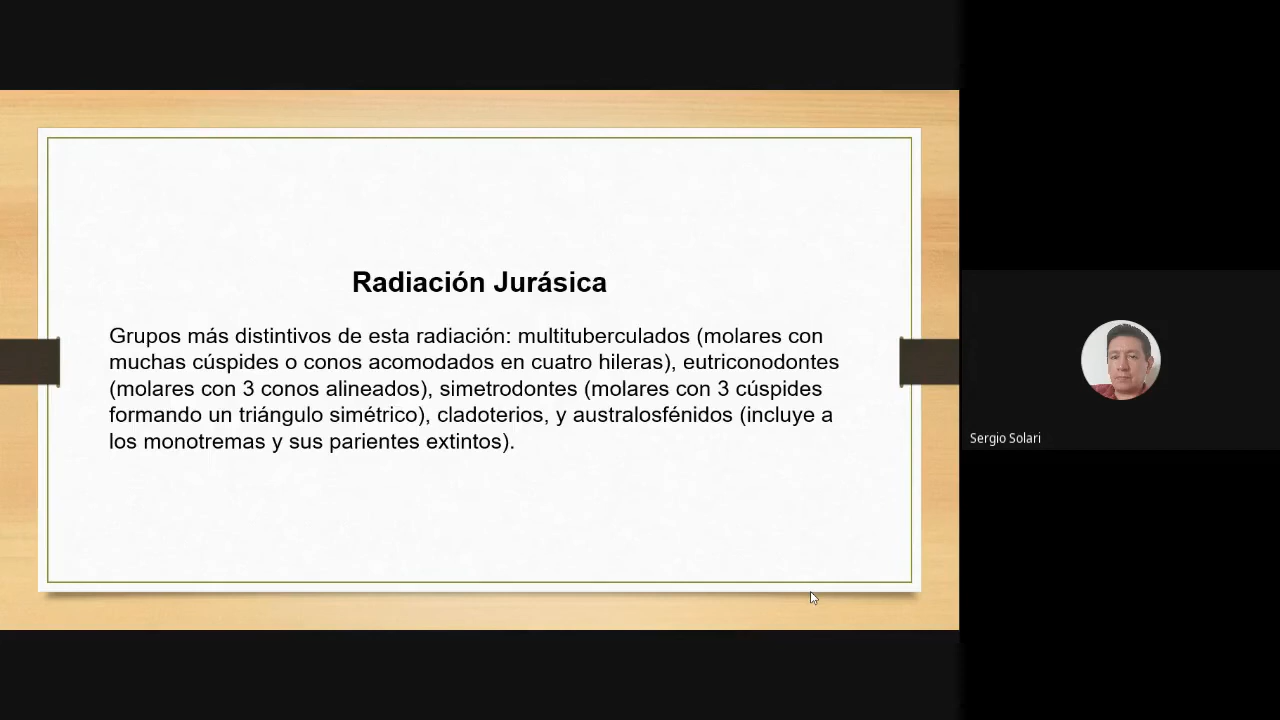 Radiación Jurásica
Grupos más distintivos de esta radiación: multituberculados (molares con
muchas cúspides o conos acomodados en cuatro hileras), eutriconodontes
(molares con 3 conos alineados), simetrodontes (molares con 3 cúspides
formando un triángulo simétrico), cladoterios, y australosfénidos (incluye a
los monotremas y sus parientes extintos).
Sergio Solari